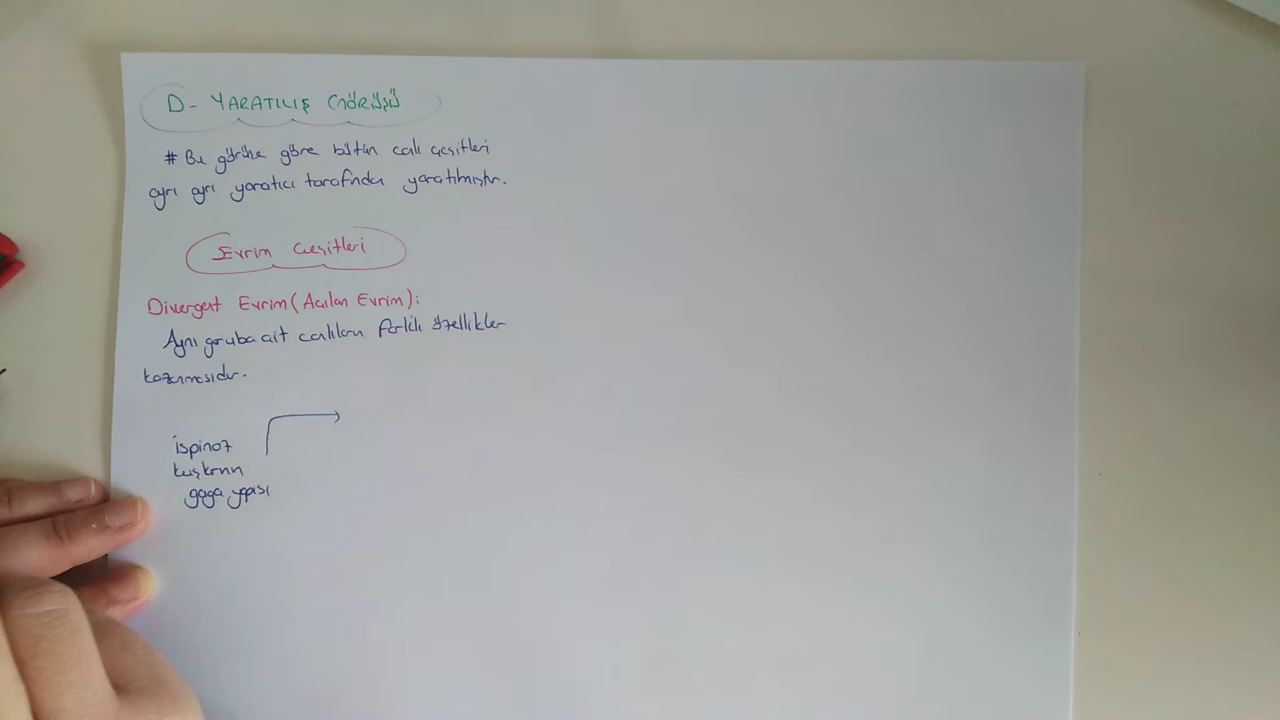 D- YARATILIŞ GÖRÜŞÜ
# Bu görüşe göre bütün canlı çeşitleri
ayrı ayrı yaratıcı tarafından yaratılmıştır.
Evrim Çeşitleri
Divergent Evrim (Açılan Evrim):
Aynı gruba ait canlıların farklı özellikler
kazanmasıdır.
ispinoz
kuşlarının
gaga yapısı